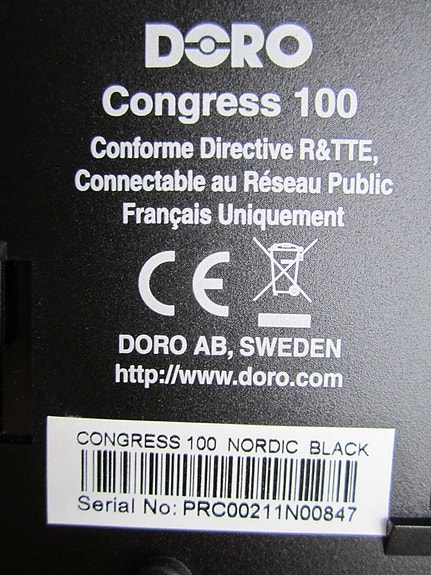 DORO
Congress 100
Conforme Directive R&TTE,
Connectable au Réseau Public
Français Uniquement
CE
DORO AB, SWEDEN
http://www.doro.com
CONGRESS 100 NORDIC BLACK
Serial No: PRC00211N00847